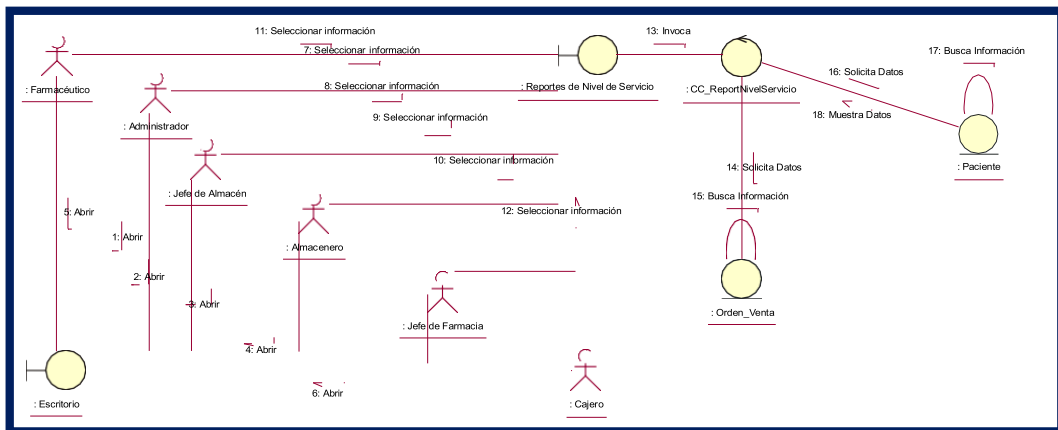 11: Seleccionar información
13: Invoca
7: Seleccionar información
17: Busca Información
16: Solicita Datos
: Farmacéutico
8: Seleccionar información
: Reportes de Nivel de Servicio
: CC_ReportNivelServicio
18: Muestra Datos
9: Seleccionar información
: Administrador
10: Seleccionar información
14: Solicita Datos
: Paciente
: Jefe de Almacén
15: Busca Información
5: Abrir
12: Seleccionar información
1: Abrir
: Almacenero
2: Abrir
3: Abrir
: Orden_Venta
: Jefe de Farmacia
4: Abrir
6: Abrir
: Escritorio
: Cajero